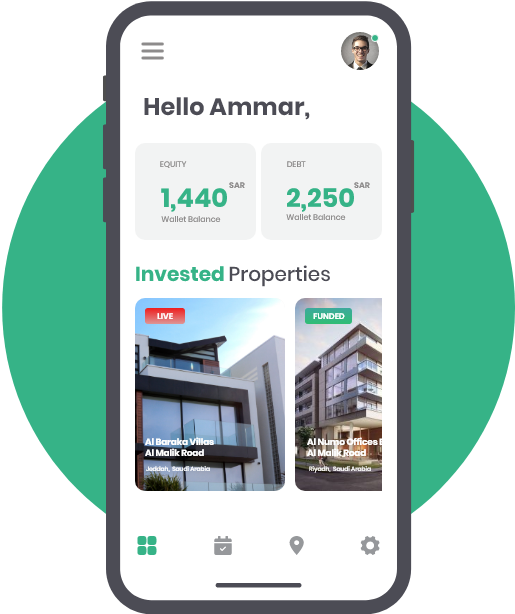 Hello Ammar,
EQUITY
1,440 SAR
Wallet Balance
DEBT
2,250 SAR
Wallet Balance
Invested Properties
LIVE
Al Baraka Villas
Al Malik Road
Jeddah, Saudi Arabia
FUNDED
Al Numo Offices
Al Malik Road
Riyadh, Saudi Arabia